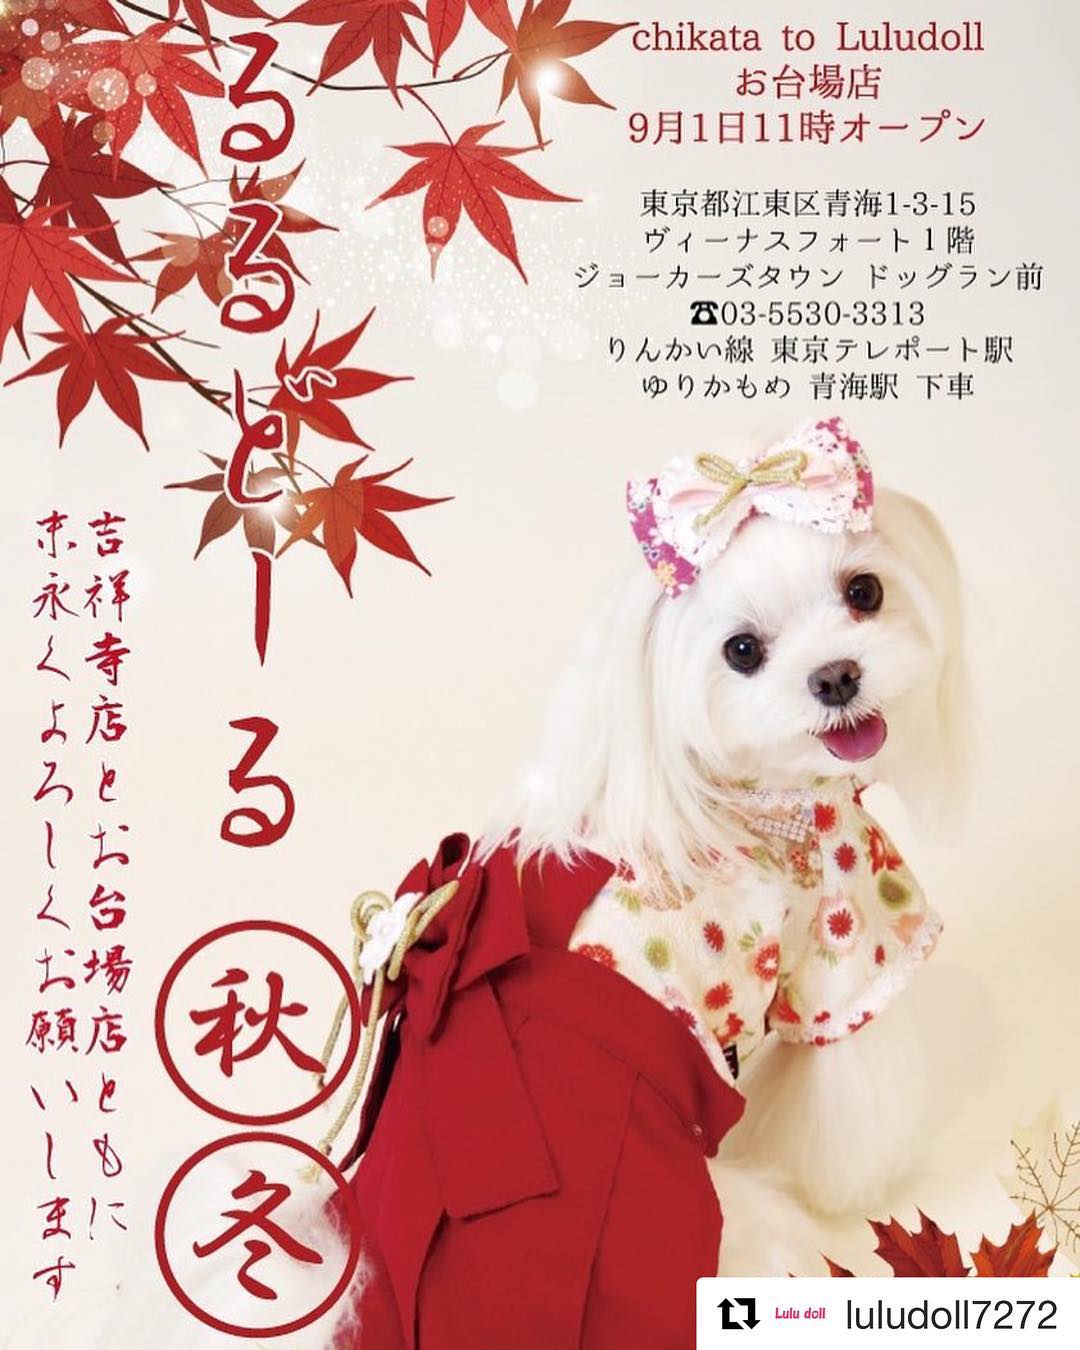 chikata to Luludoll
お台場店
9月1日11時オープン
東京都江東区青海1-3-15
ヴィーナスフォート1階
ジョーカーズタウン ドッグラン前
☎03-5530-3313
りんかい線 東京テレポート駅
ゆりかもめ 青海駅 下車
るるどーる
秋
冬
吉祥寺店とお台場店ともに
末永くよろしくお願いします
Lulu doll
luludoll7272